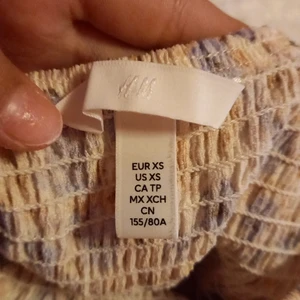 H&M
EUR XS
US XS
CA TP
MX XCH
CN
155/80A